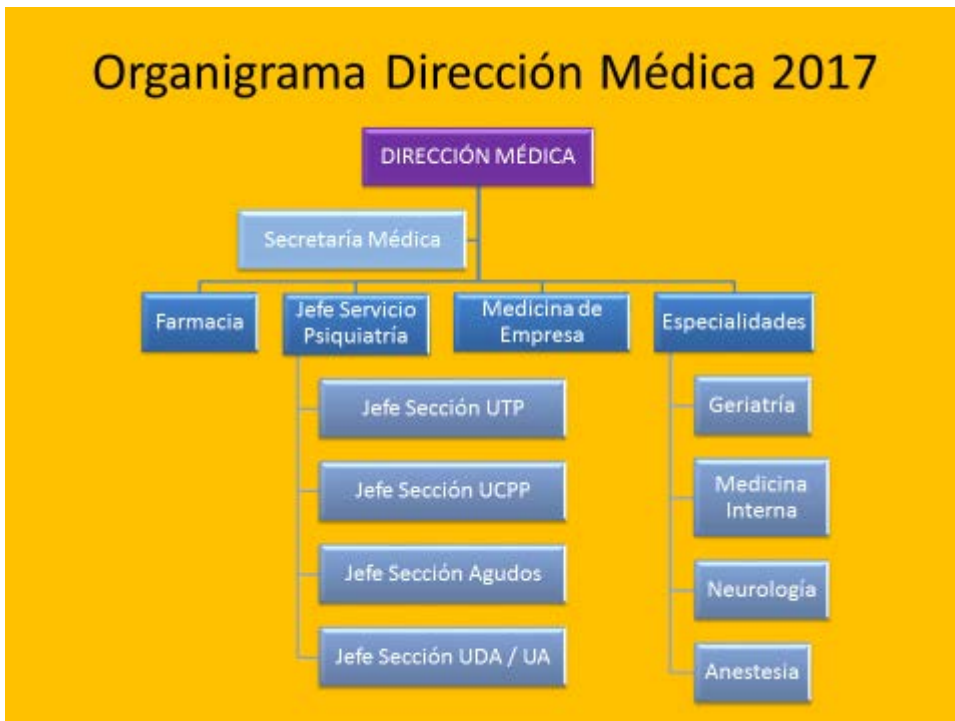 Organigrama Dirección Médica 2017
DIRECCIÓN MÉDICA
Secretaría Médica
Farmacia
Jefe Servicio
Psiquiatría
Medicina de
Empresa
Especialidades
Jefe Sección UTP
Jefe Sección UCPP
Jefe Sección Agudos
Jefe Sección UDA / UA
Geriatría
Medicina
Interna
Neurología
Anestesia